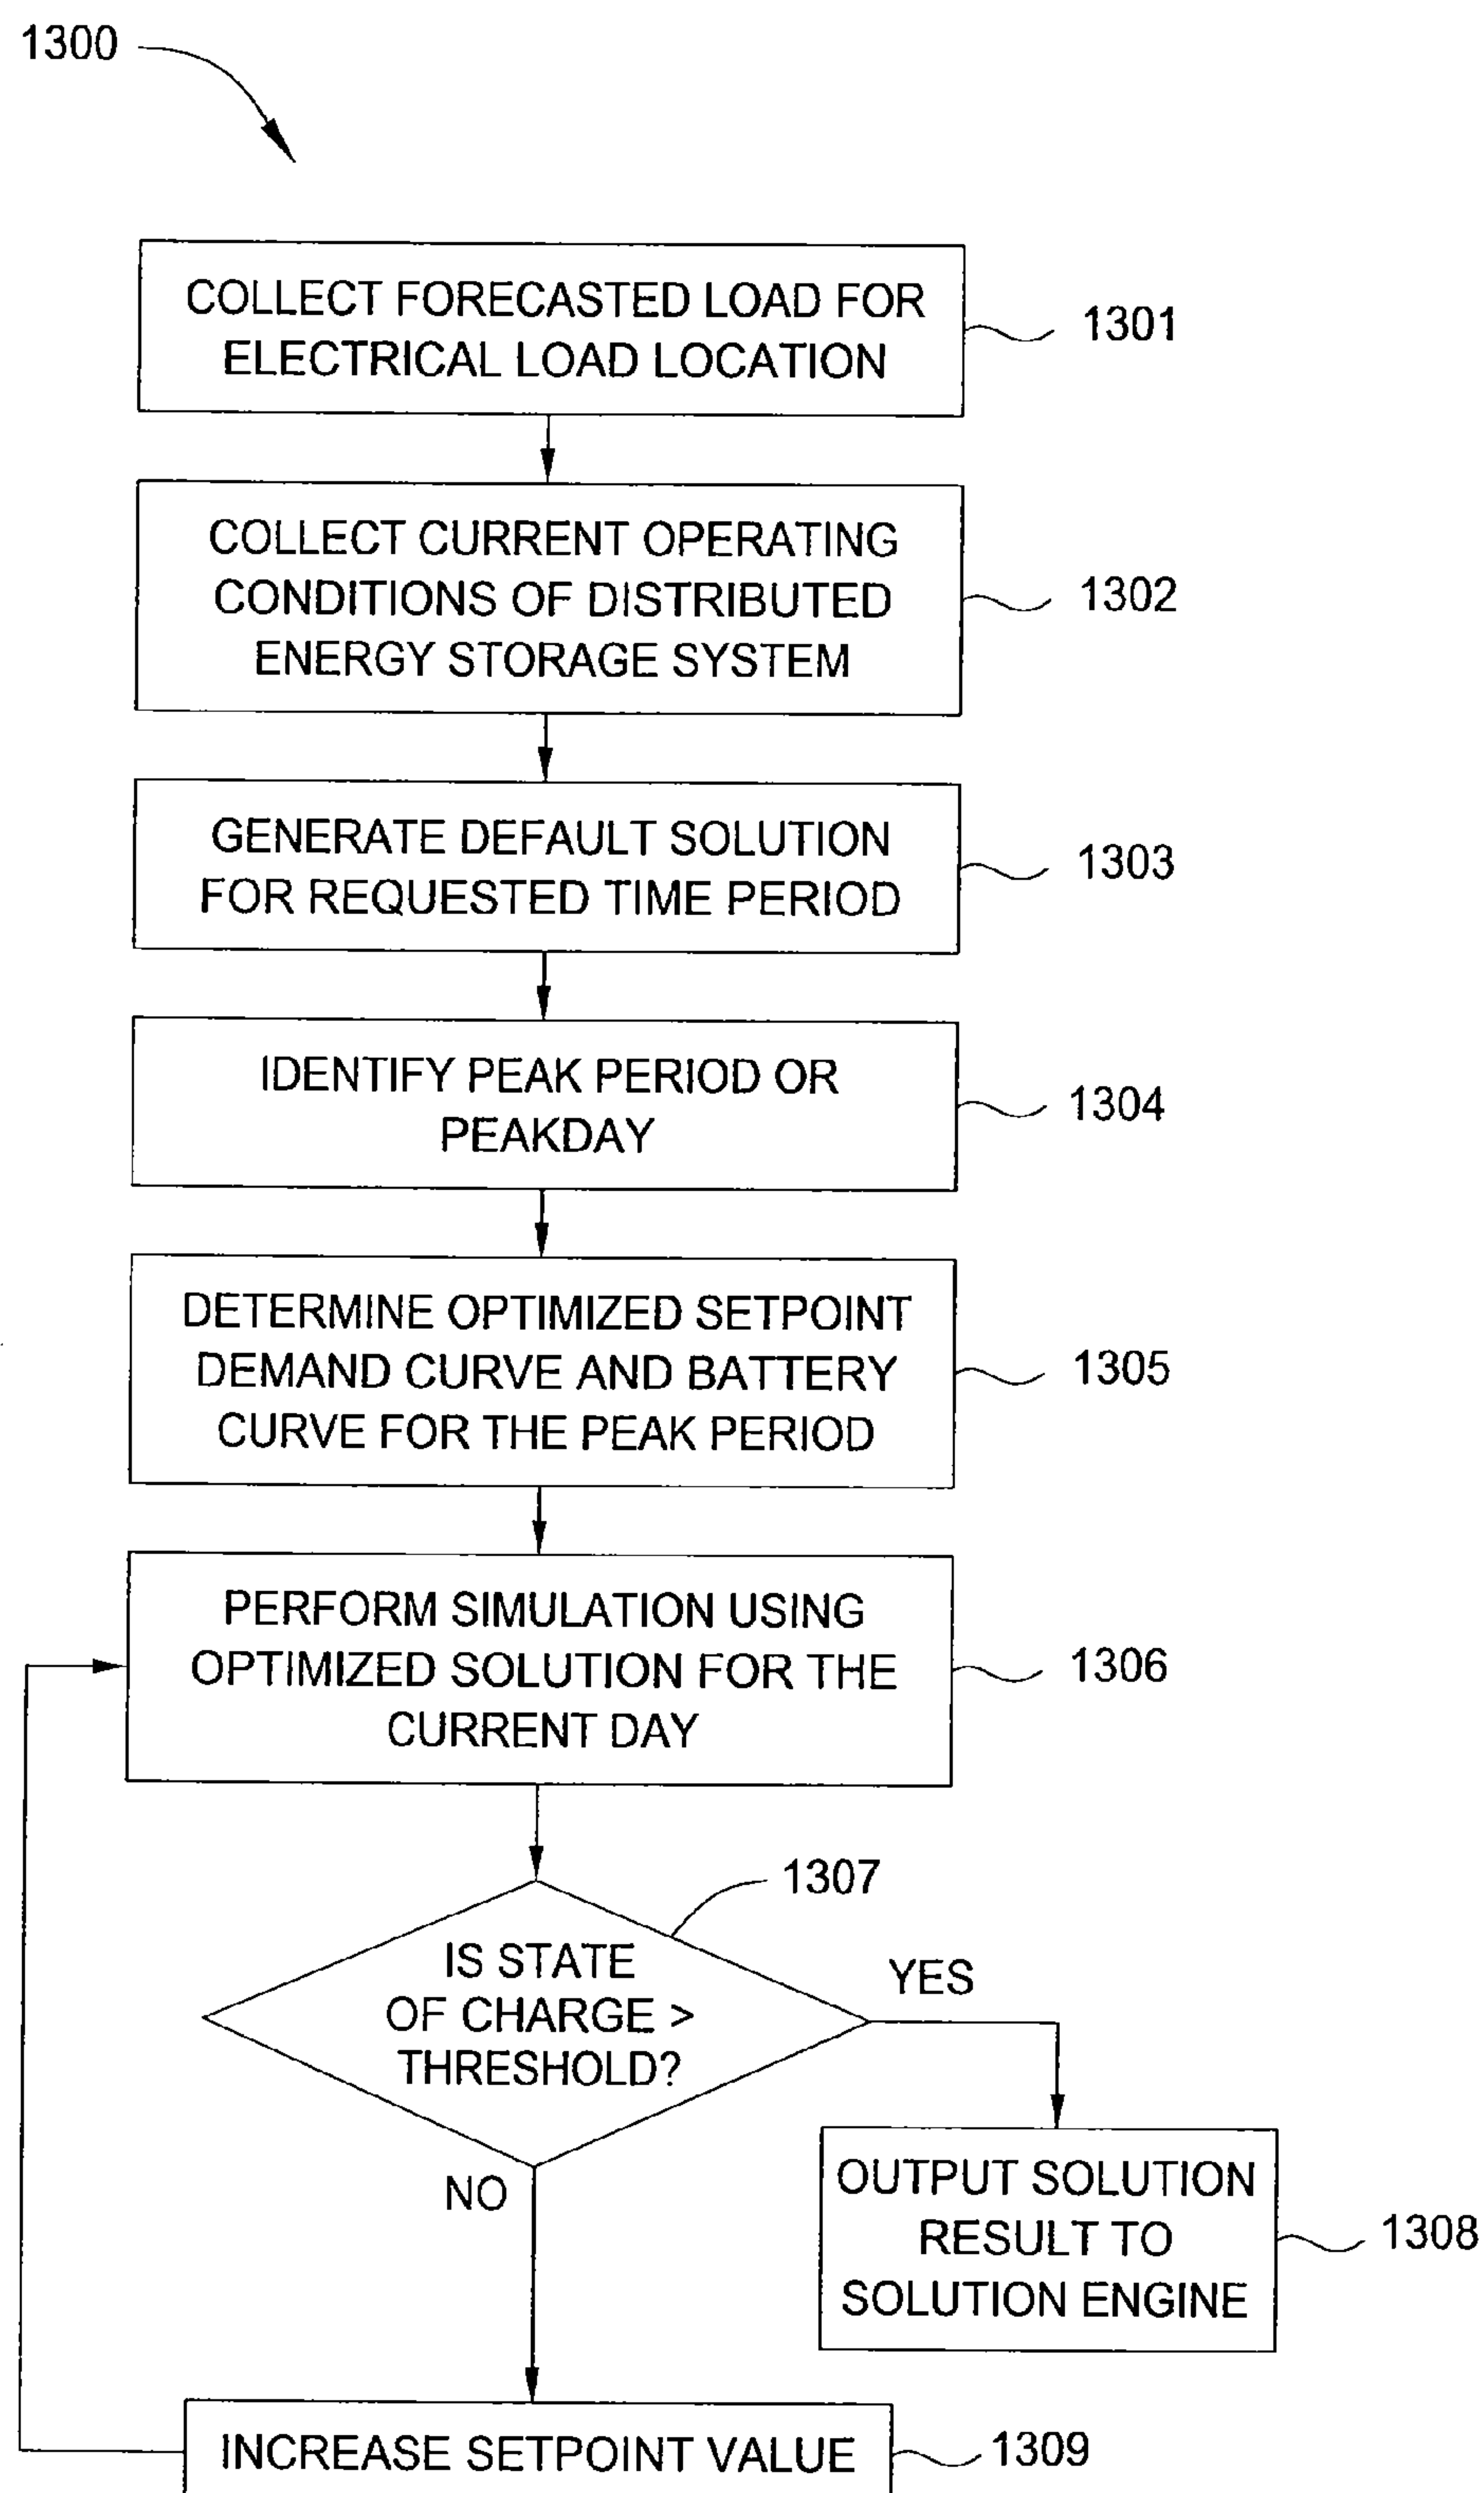 1300
COLLECT FORECASTED LOAD FOR
ELECTRICAL LOAD LOCATION
1301
COLLECT CURRENT OPERATING
CONDITIONS OF DISTRIBUTED
ENERGY STORAGE SYSTEM
1302
GENERATE DEFAULT SOLUTION
FOR REQUESTED TIME PERIOD
1303
IDENTIFY PEAK PERIOD OR
PEAKDAY
1304
DETERMINE OPTIMIZED SETPOINT
DEMAND CURVE AND BATTERY
CURVE FOR THE PEAK PERIOD
1305
PERFORM SIMULATION USING
OPTIMIZED SOLUTION FOR THE
CURRENT DAY
1306
1307
IS STATE
OF CHARGE >
THRESHOLD?
YES
NO
OUTPUT SOLUTION
RESULT TO
SOLUTION ENGINE
1308
INCREASE SETPOINT VALUE
1309